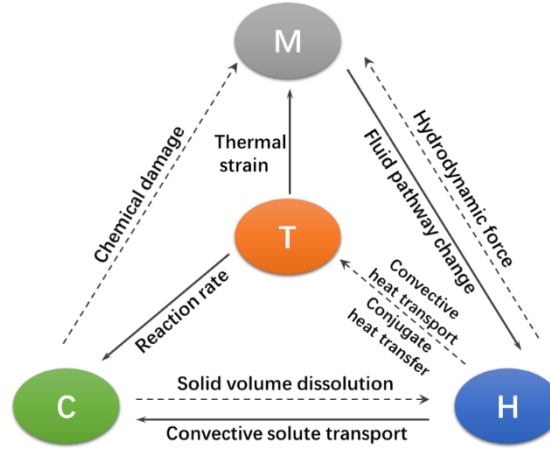 M
Thermal
strain
Chemical damage
Hydrodynamic force
Fluid pathway change
T
Convective
heat transport
Conjugate
heat transfer
Reaction rate
C
Solid volume dissolution
H
Convective solute transport